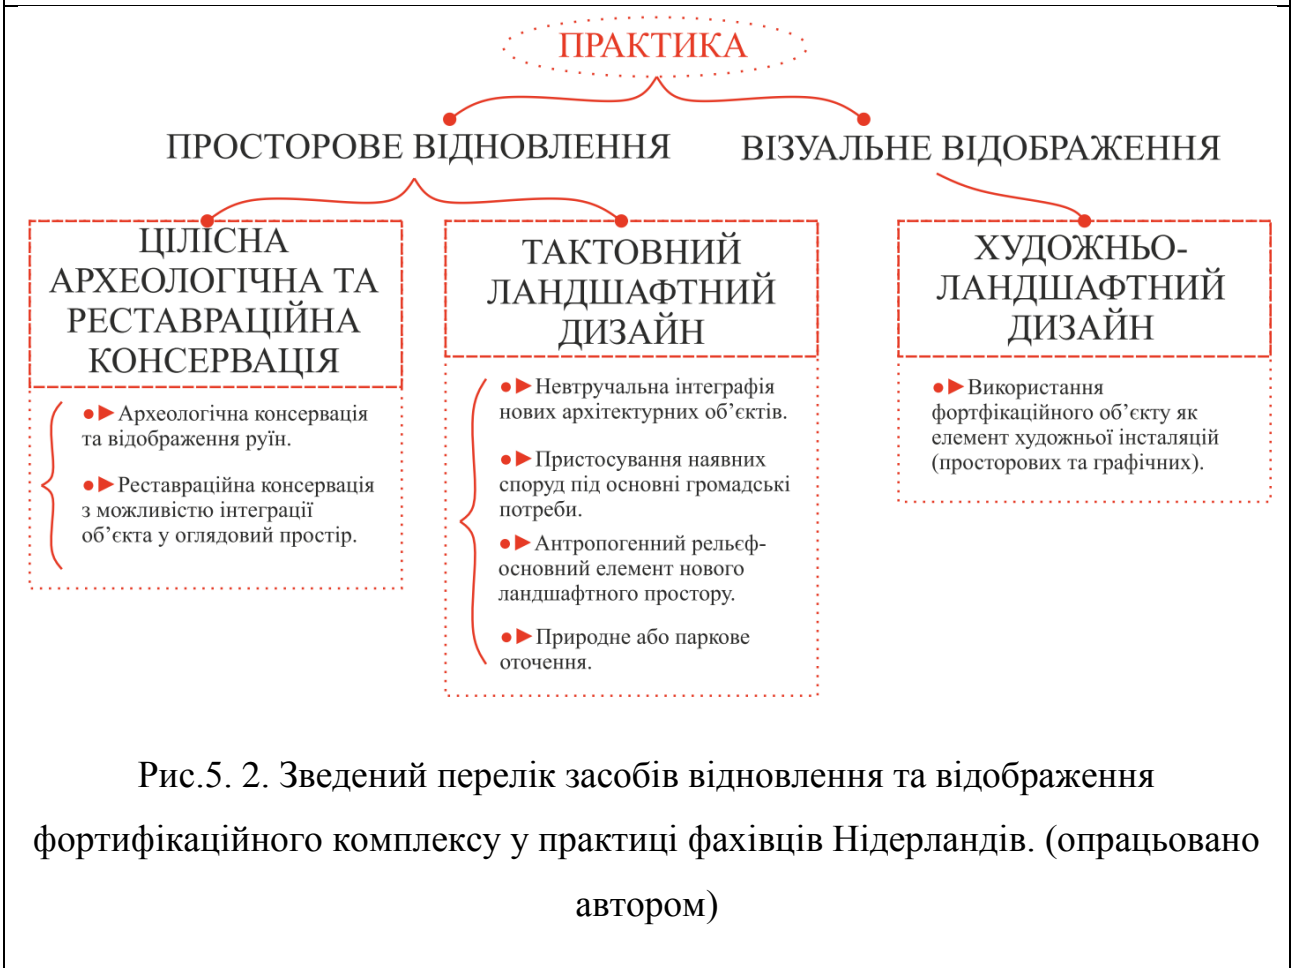 ПРАКТИКА
ПРОСТОРОВЕ ВІДНОВЛЕННЯ
ВІЗУАЛЬНЕ ВІДОБРАЖЕННЯ
ЦІЛІСНА
АРХЕОЛОГІЧНА ТА
РЕСТАВРАЦІЙНА
КОНСЕРВАЦІЯ
Археологічна консервація
та відображення руїн.
Реставраційна консервація
з можливістю інтеграції
об’єкта у оглядовий простір.
ТАКТОВНИЙ
ЛАНДШАФТНИЙ
ДИЗАЙН
Невтручальна інтеграфія
нових архітектурних об’єктів.
Пристосування наявних
споруд під основні громадські
потреби.
Антропогенний рельєф-
основний елемент нового
ландшафтного простору.
Природне або паркове
оточення.
ХУДОЖНЬО-
ЛАНДШАФТНИЙ
ДИЗАЙН
Використання
фортфікаційного об’єкту як
елемент художньої інсталяцій
(просторових та графічних).
Рис.5. 2. Зведений перелік засобів відновлення та відображення
фортифікаційного комплексу у практиці фахівців Нідерландів. (опрацьовано
автором)